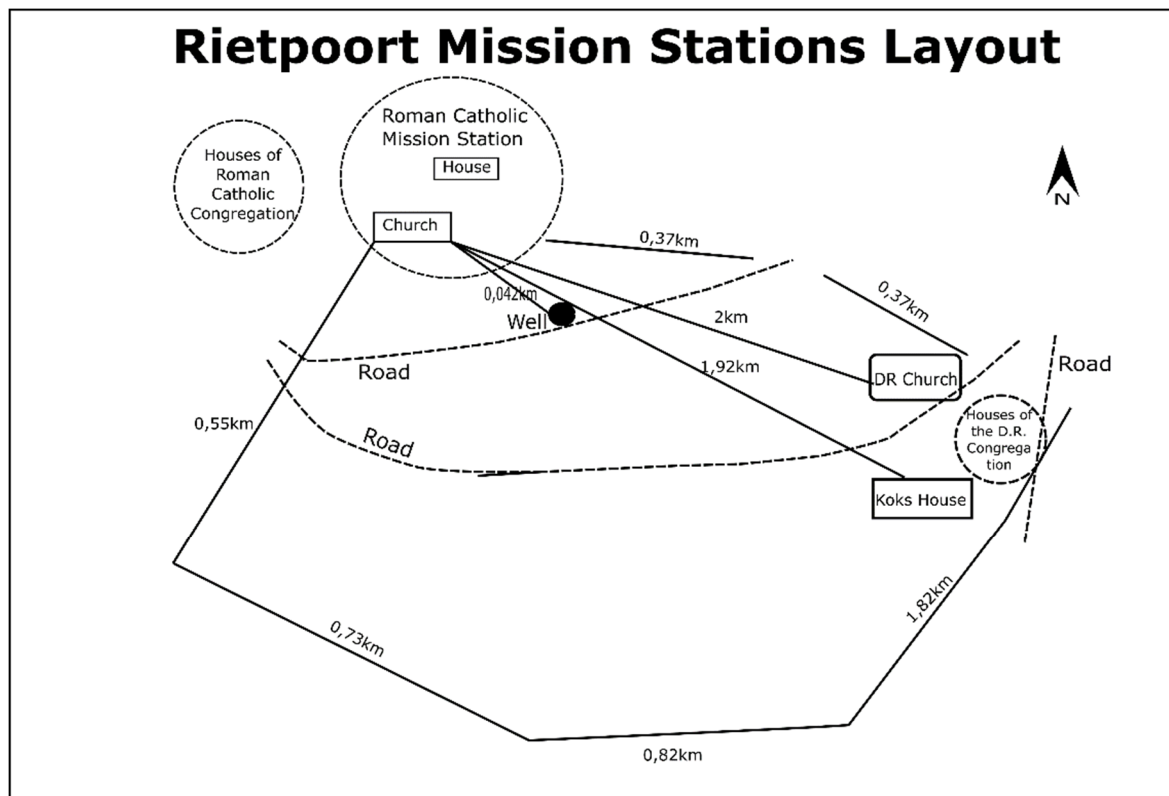 Rietpoort Mission Stations Layout
Roman Catholic
Mission Station
House
Houses of
Roman
Catholic
Congregation
Church
N
0,37km
0,37km
0,042km
Well
2km
1,92km
DR Church
Road
Road
Road
0,55km
Houses of
the D.R.
Congrega
tion
Koks House
1,82km
0,73km
0,82km